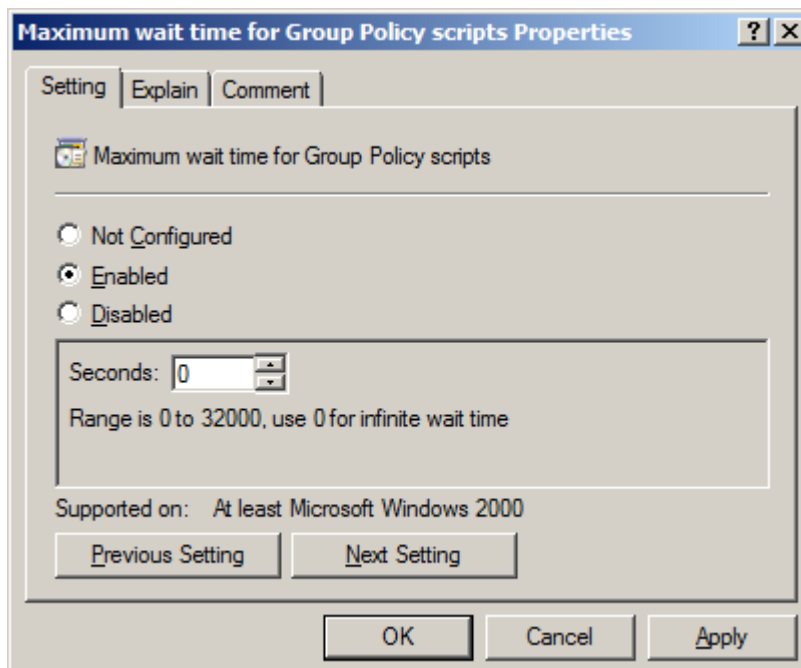 Maximum wait time for Group Policy scripts Properties
Setting Explain Comment
Maximum wait time for Group Policy scripts
Not Configured
Enabled
Disabled
Seconds: 0
Range is 0 to 32000, use 0 for infinite wait time
Supported on: At least Microsoft Windows 2000
Previous Setting Next Setting
OK Cancel Apply